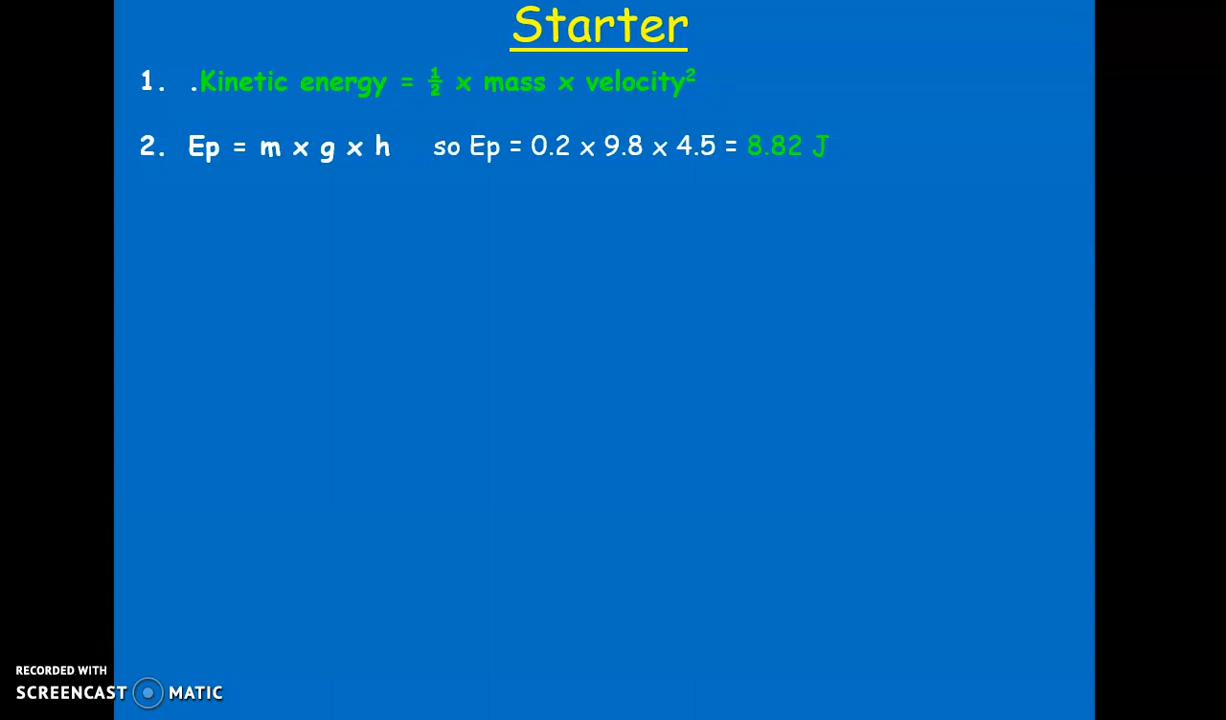 Starter
1. .Kinetic energy = ½ x mass x velocity²
2. Ep = m x g x h so Ep = 0.2 x 9.8 x 4.5 = 8.82 J
RECORDED WITH
SCREENCAST MATIC